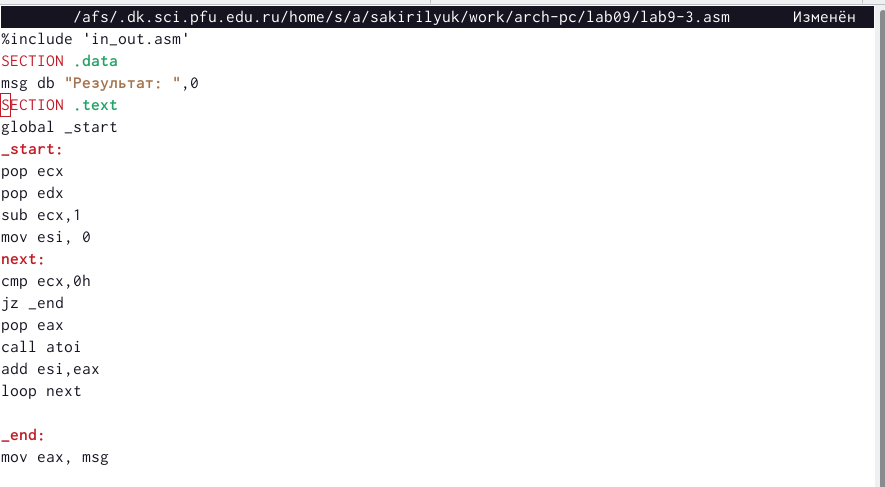 /afs/.dk.sci.pfu.edu.ru/home/s/a/sakirilyuk/work/arch-pc/lab09/lab9-3.asm Изменён
%include 'in_out.asm'
SECTION .data
msg db "Результат: ",0
SECTION .text
global _start
_start:
pop ecx
pop edx
sub ecx,1
mov esi, 0
next:
cmp ecx,0h
jz _end
pop eax
call atoi
add esi,eax
loop next
_end:
mov eax, msg